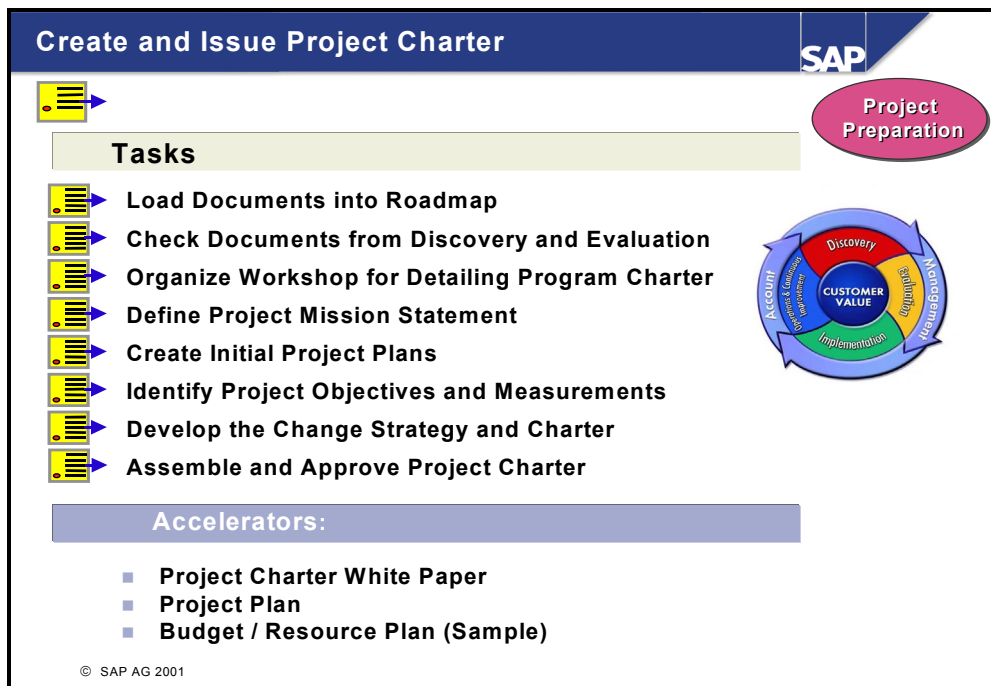 Create and Issue Project Charter
SAP
Project
Preparation
Tasks
Load Documents into Roadmap
Check Documents from Discovery and Evaluation
Organize Workshop for Detailing Program Charter
Define Project Mission Statement
Create Initial Project Plans
Identify Project Objectives and Measurements
Develop the Change Strategy and Charter
Assemble and Approve Project Charter
Discovery
Evaluation
Implementation
Operations & Continuous
Improvement
Account
Management
CUSTOMER
VALUE
Accelerators:
Project Charter White Paper
Project Plan
Budget / Resource Plan (Sample)
© SAP AG 2001